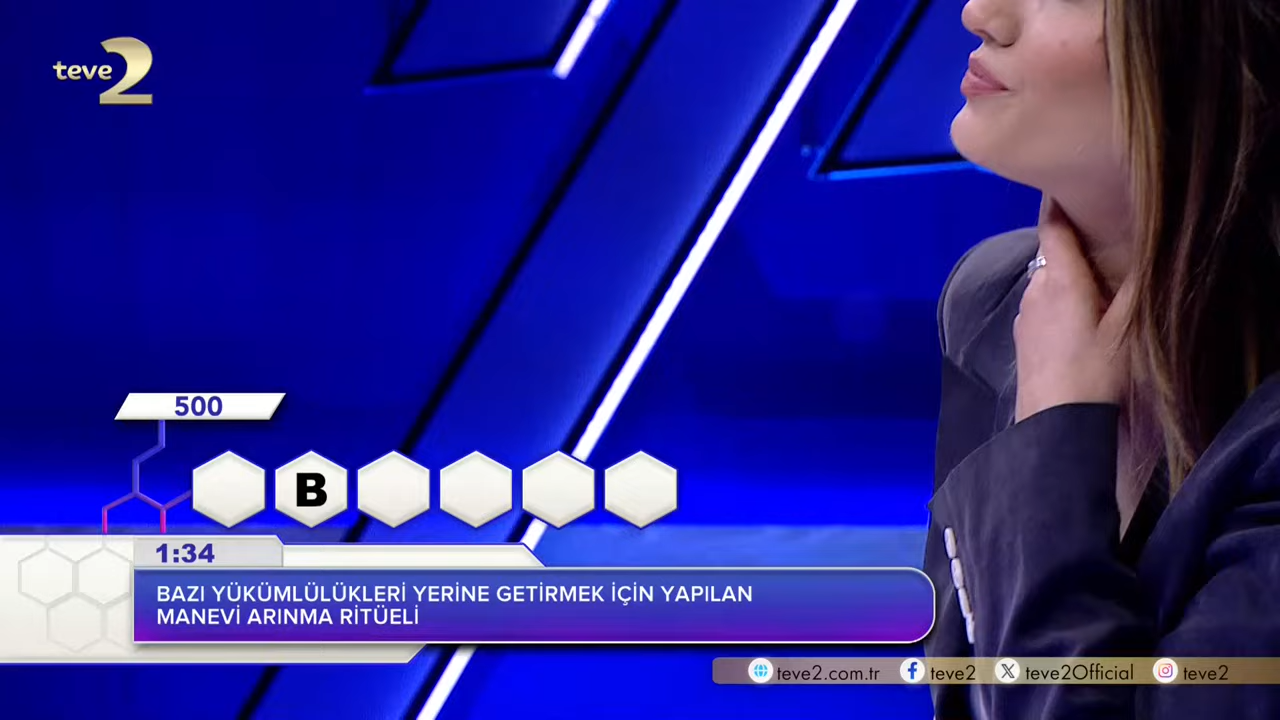 teve2
500
B
1:34
BAZI YÜKÜMLÜLÜKLERİ YERİNE GETİRMEK İÇİN YAPILAN
MANEVİ ARINMA RİTÜELİ
teve2.com.tr teve2 teve2Official teve2